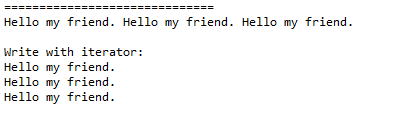 ==============================
Hello my friend. Hello my friend. Hello my friend.
Write with iterator:
Hello my friend.
Hello my friend.
Hello my friend.